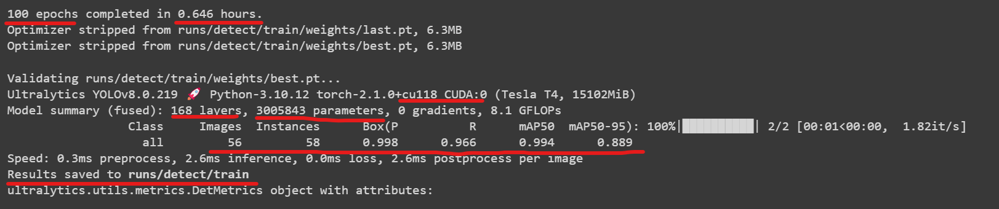 100 epochs completed in 0.646 hours.
Optimizer stripped from runs/detect/train/weights/last.pt, 6.3MB
Optimizer stripped from runs/detect/train/weights/best.pt, 6.3MB
Validating runs/detect/train/weights/best.pt...
Ultralytics YOLOv8.0.219 🚀 Python-3.10.12 torch-2.1.0+cu118 CUDA:0 (Tesla T4, 15102MiB)
Model summary (fused): 168 layers, 3005843 parameters, 0 gradients, 8.1 GFLOPs
Class Images Instances Box(P R mAP50 mAP50-95): 100%|██████████| 2/2 [00:01<00:00, 1.82it/s]
all 56 58 0.998 0.966 0.994 0.889
Speed: 0.3ms preprocess, 2.6ms inference, 0.0ms loss, 2.6ms postprocess per image
Results saved to runs/detect/train
ultralytics.utils.metrics.DetMetrics object with attributes: